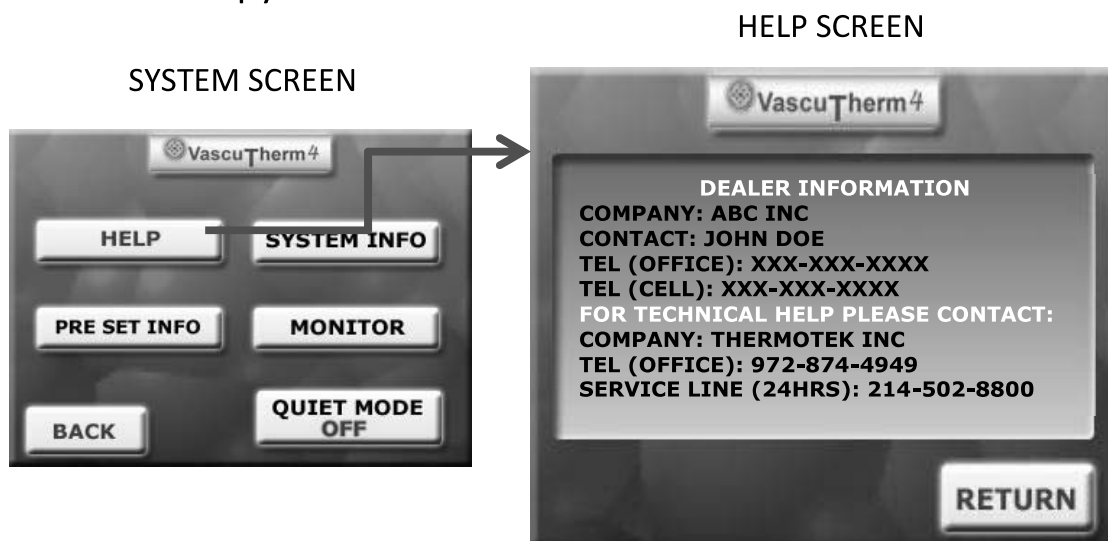 HELP SCREEN
SYSTEM SCREEN
VascuTherm4
HELP
SYSTEM INFO
PRE SET INFO
MONITOR
BACK
QUIET MODE
OFF
VascuTherm4
DEALER INFORMATION
COMPANY: ABC INC
CONTACT: JOHN DOE
TEL (OFFICE): XXX-XXX-XXXX
TEL (CELL): XXX-XXX-XXXX
FOR TECHNICAL HELP PLEASE CONTACT:
COMPANY: THERMOTEK INC
TEL (OFFICE): 972-874-4949
SERVICE LINE (24HRS): 214-502-8800
RETURN